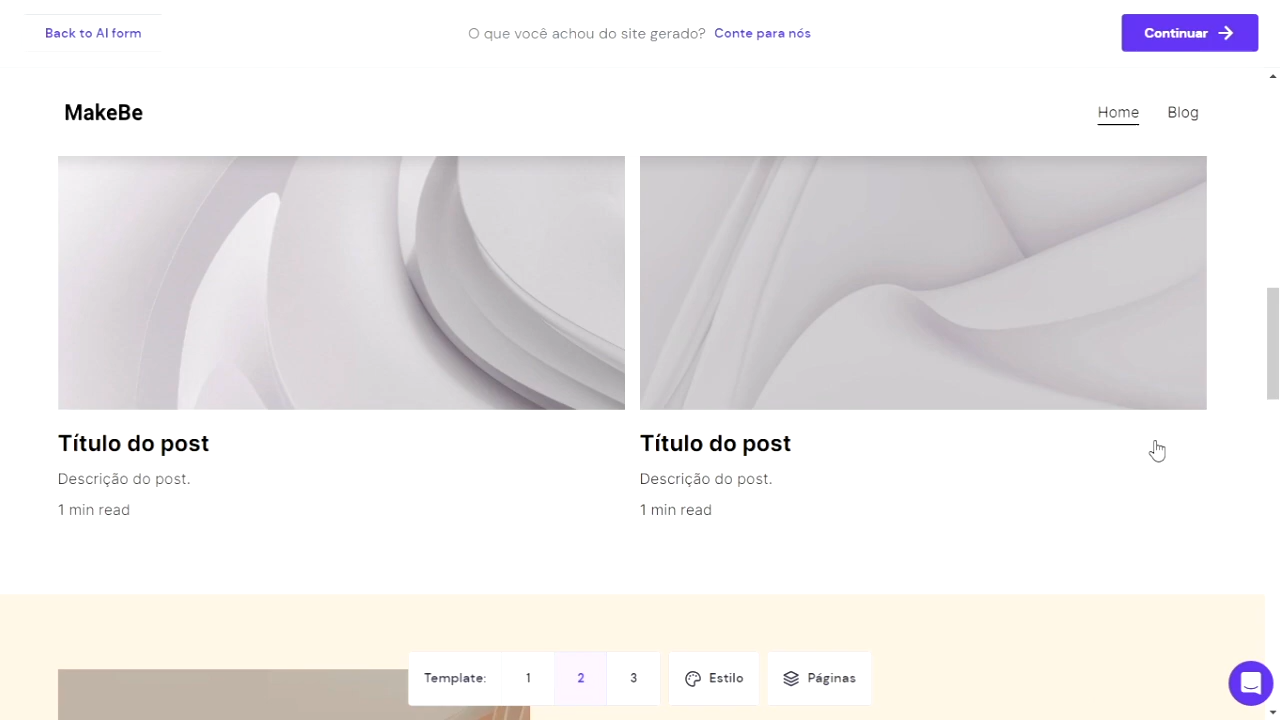 Back to AI form
O que você achou do site gerado? Conte para nós
Continuar
MakeBe
Home
Blog
Título do post
Descrição do post.
1 min read
Título do post
Descrição do post.
1 min read
Template: 1 2 3
Estilo
Páginas